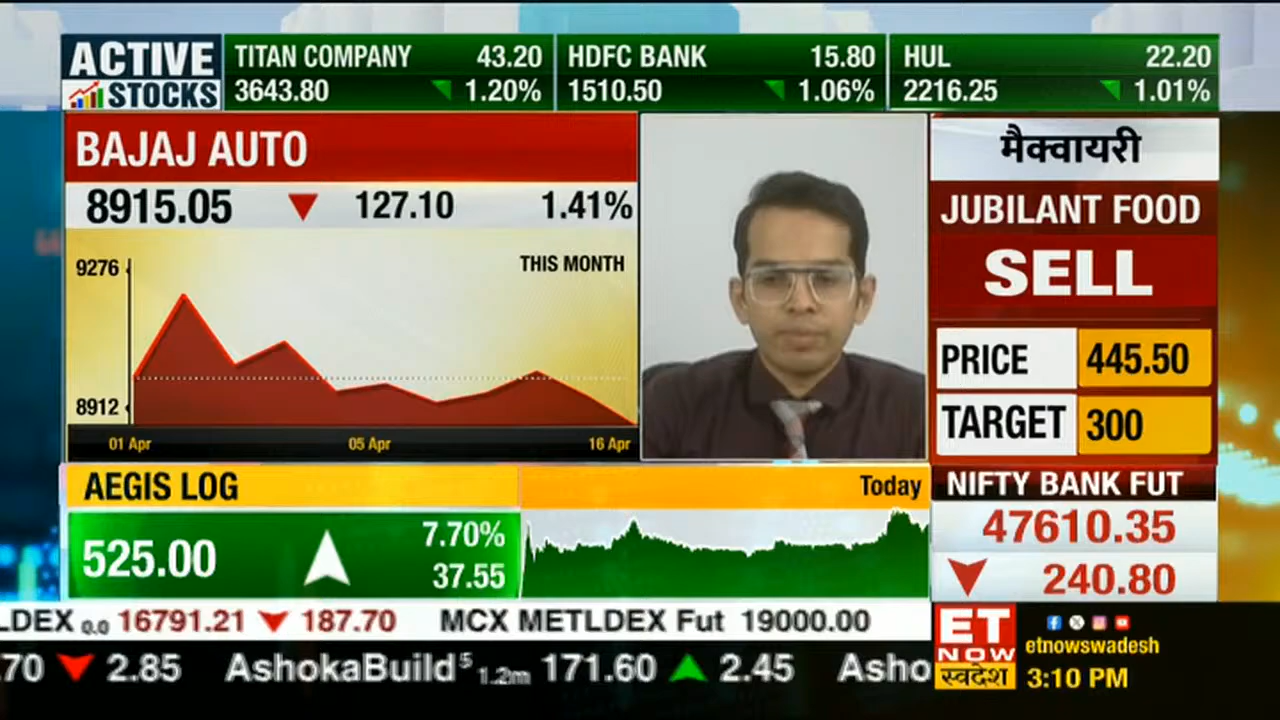 ACTIVE STOCKS
TITAN COMPANY 43.20
3643.80 1.20%
HDFC BANK 15.80
1510.50 1.06%
HUL 22.20
2216.25 1.01%
BAJAJ AUTO
8915.05 127.10 1.41%
9276
THIS MONTH
8912
01 Apr 05 Apr 16 Apr
मैक्वायरी
JUBILANT FOOD
SELL
PRICE 445.50
TARGET 300
AEGIS LOG
Today
525.00
7.70%
37.55
NIFTY BANK FUT
47610.35
240.80
LDEX 0.0 16791.21 187.70 MCX METLDEX Fut 19000.00
.70 2.85 AshokaBuild 5 1.2m 171.60 2.45 Asho
ET
NOW
स्वदेश
etnowswadesh
3:10 PM